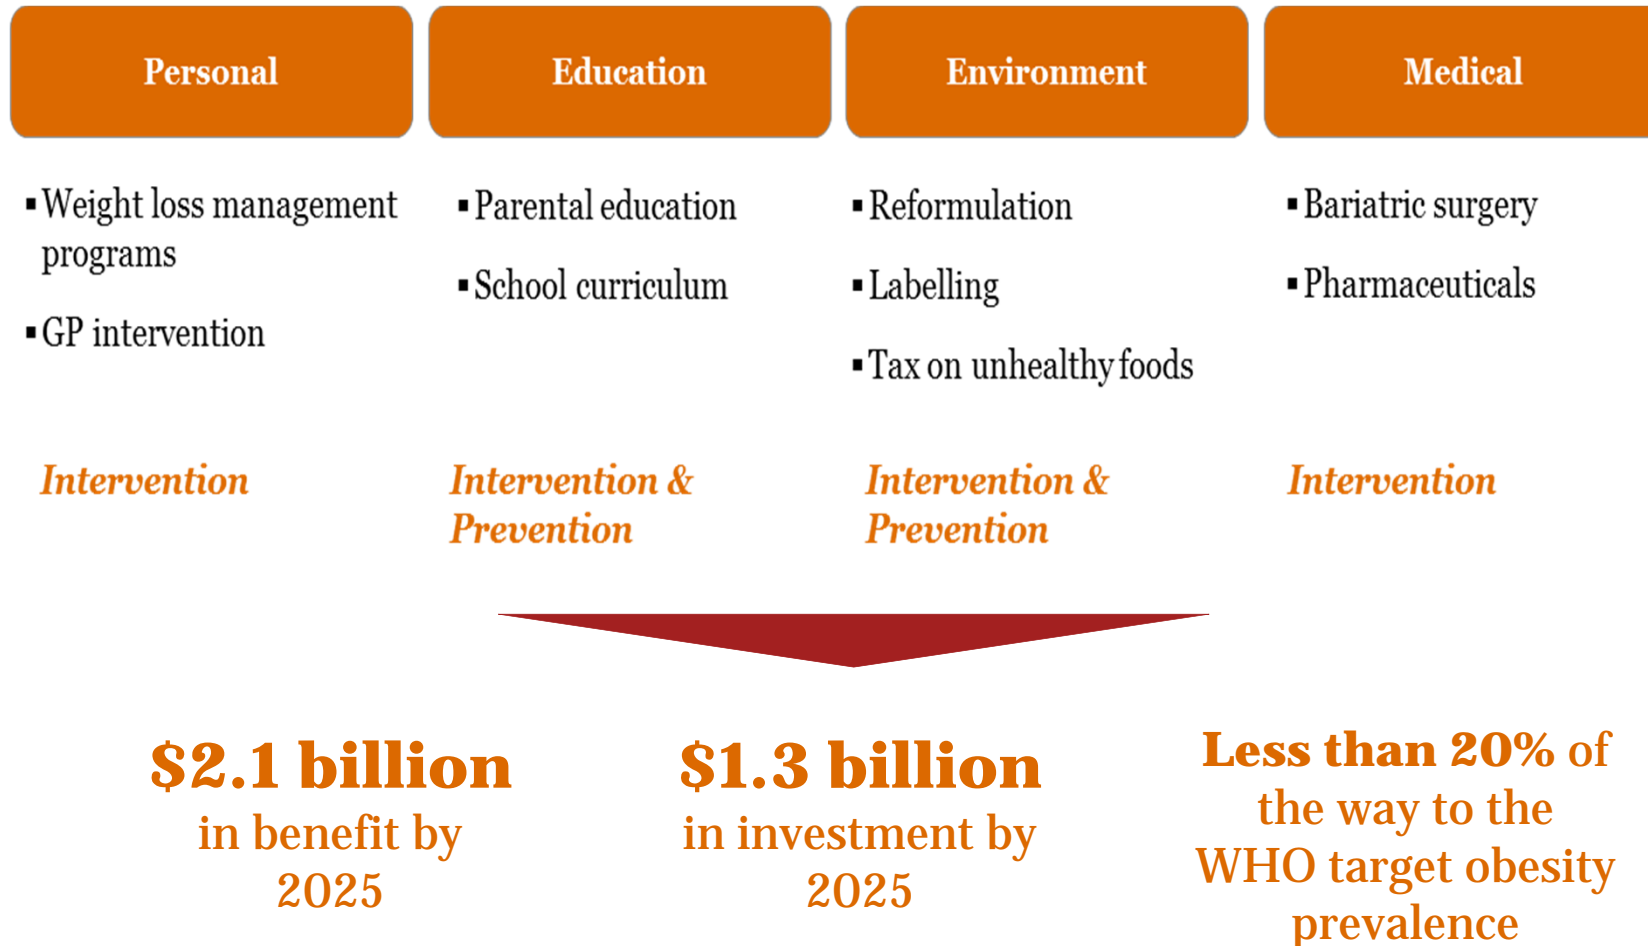 Personal
Education
Environment
Medical
▪Weight loss management
programs
▪GP intervention
▪Parental education
▪School curriculum
▪Reformulation
▪Labelling
▪Tax on unhealthy foods
▪Bariatric surgery
▪Pharmaceuticals
Intervention
Intervention &
Prevention
Intervention &
Prevention
Intervention
$2.1 billion
in benefit by
2025
$1.3 billion
in investment by
2025
Less than 20% of
the way to the
WHO target obesity
prevalence